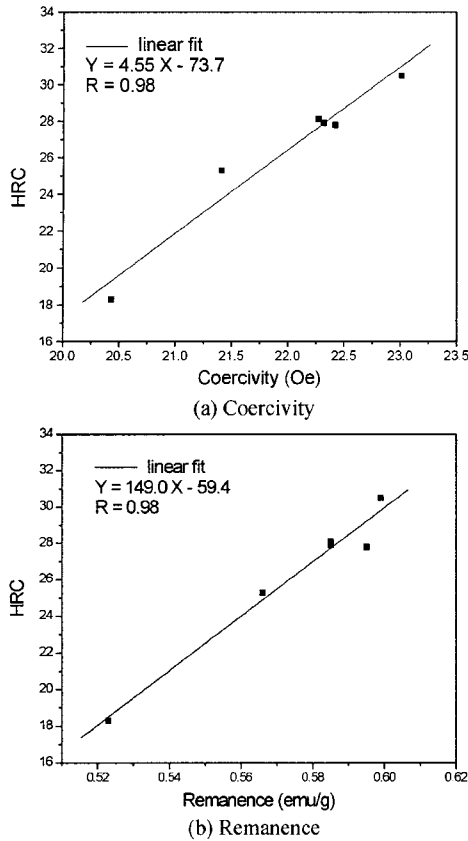 34
32
30
28
26
24
22
20
18
16
HRC
linear fit
Y = 4.55 X - 73.7
R = 0.98
20.0 20.5 21.0 21.5 22.0 22.5 23.0 23.5
Coercivity (Oe)
(a) Coercivity
34
32
30
28
26
24
22
20
18
16
HRC
linear fit
Y = 149.0 X - 59.4
R = 0.98
0.52 0.54 0.56 0.58 0.60 0.62
Remanence (emu/g)
(b) Remanence